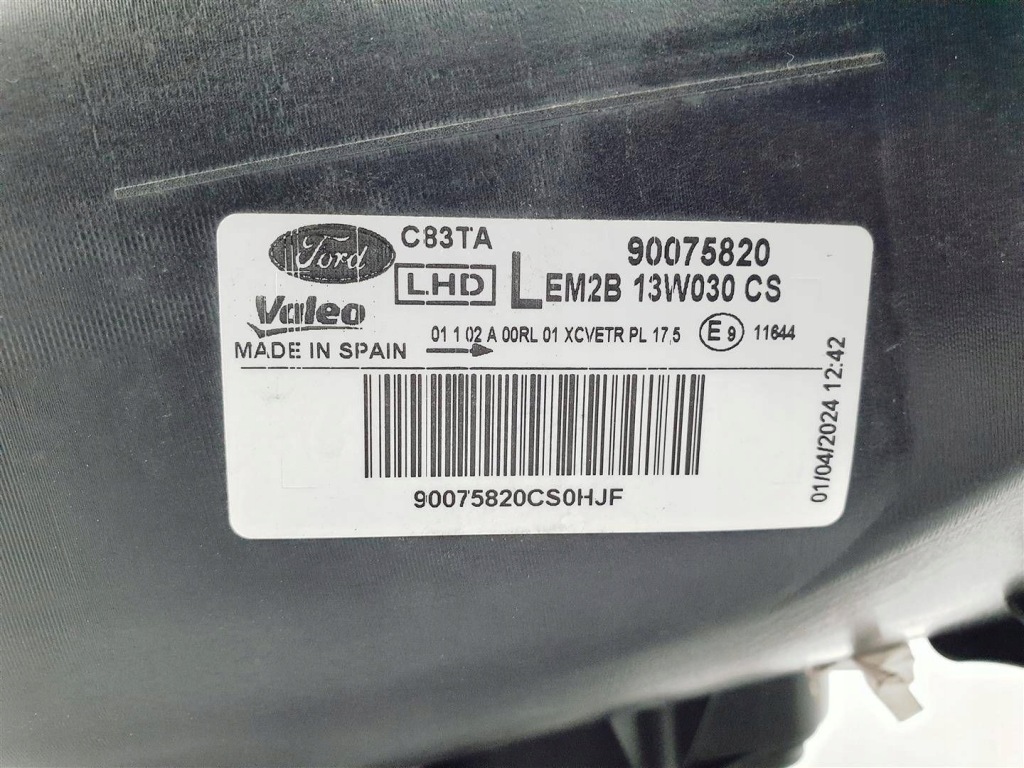 Ford
C83TA
90075820
LHD
L EM2B 13W030 CS
Valeo
MADE IN SPAIN
01 1 02 A 00RL 01 XCVETR PL 17,5
E9 11644
90075820CS0HJF
01/04/2024 12:42